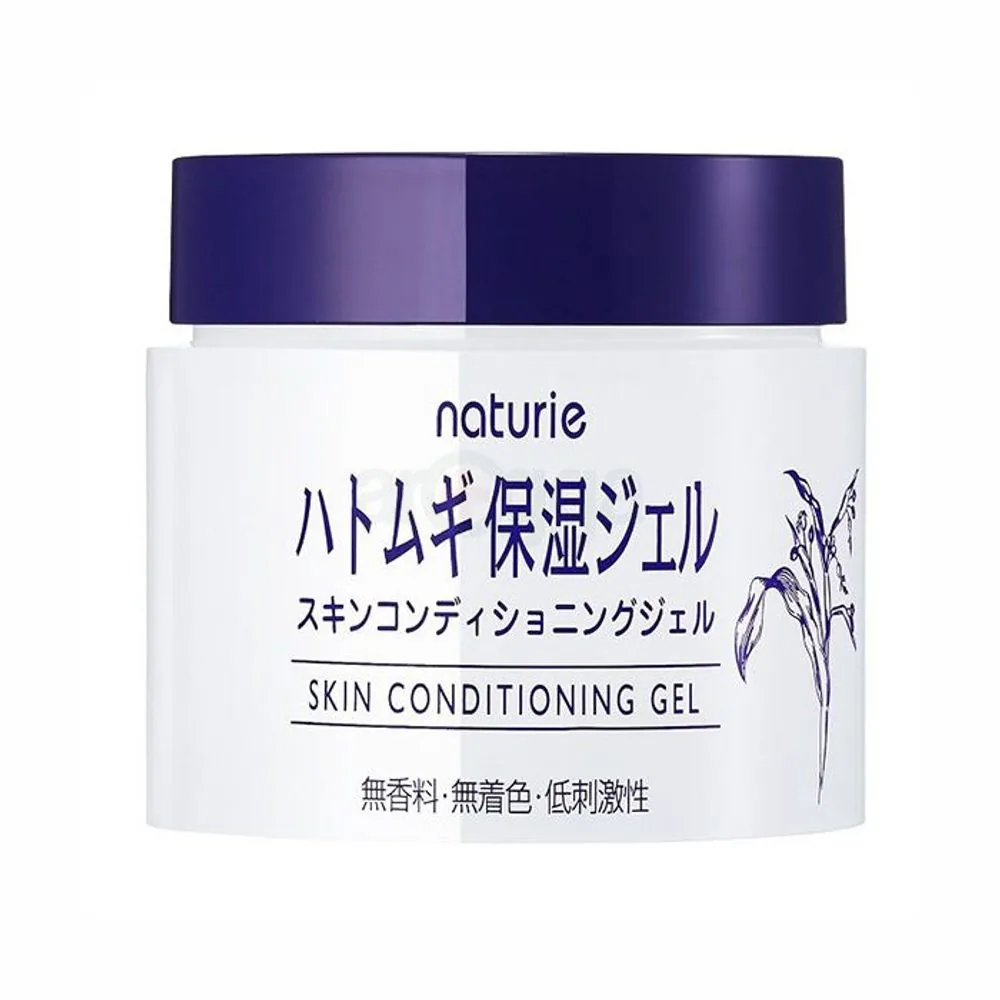 naturie
ハトムギ保湿ジェル
スキンコンディショニングジェル
SKIN CONDITIONING GEL
無香料・無着色・低刺激性